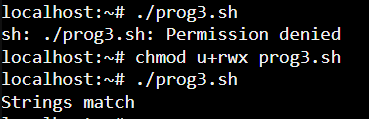 localhost:~# ./prog3.sh
sh: ./prog3.sh: Permission denied
localhost:~# chmod u+rwx prog3.sh
localhost:~# ./prog3.sh
Strings match